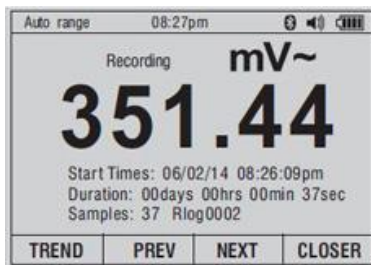 Auto range 08:27pm
Recording mV~
351.44
Start Times: 06/02/14 08:26:09pm
Duration: 00days 00hrs 00min 37sec
Samples: 37 Rlog0002
TREND PREV NEXT CLOSER